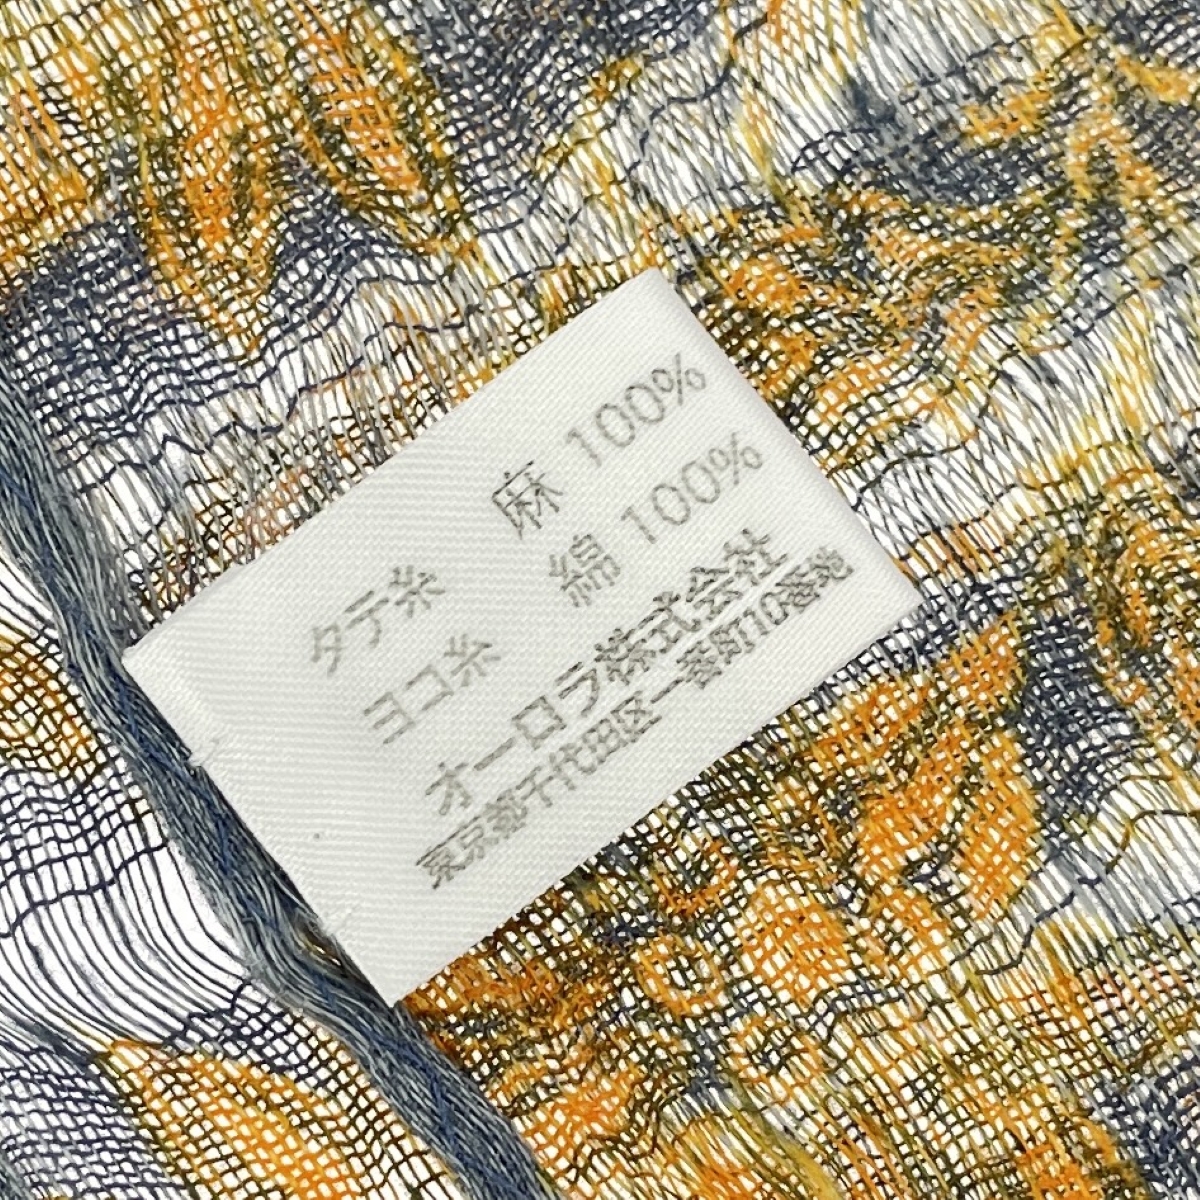 タテ糸 麻 100%
ヨコ糸 綿 100%
オーロラ株式会社
東京都千代田区一番町10番地